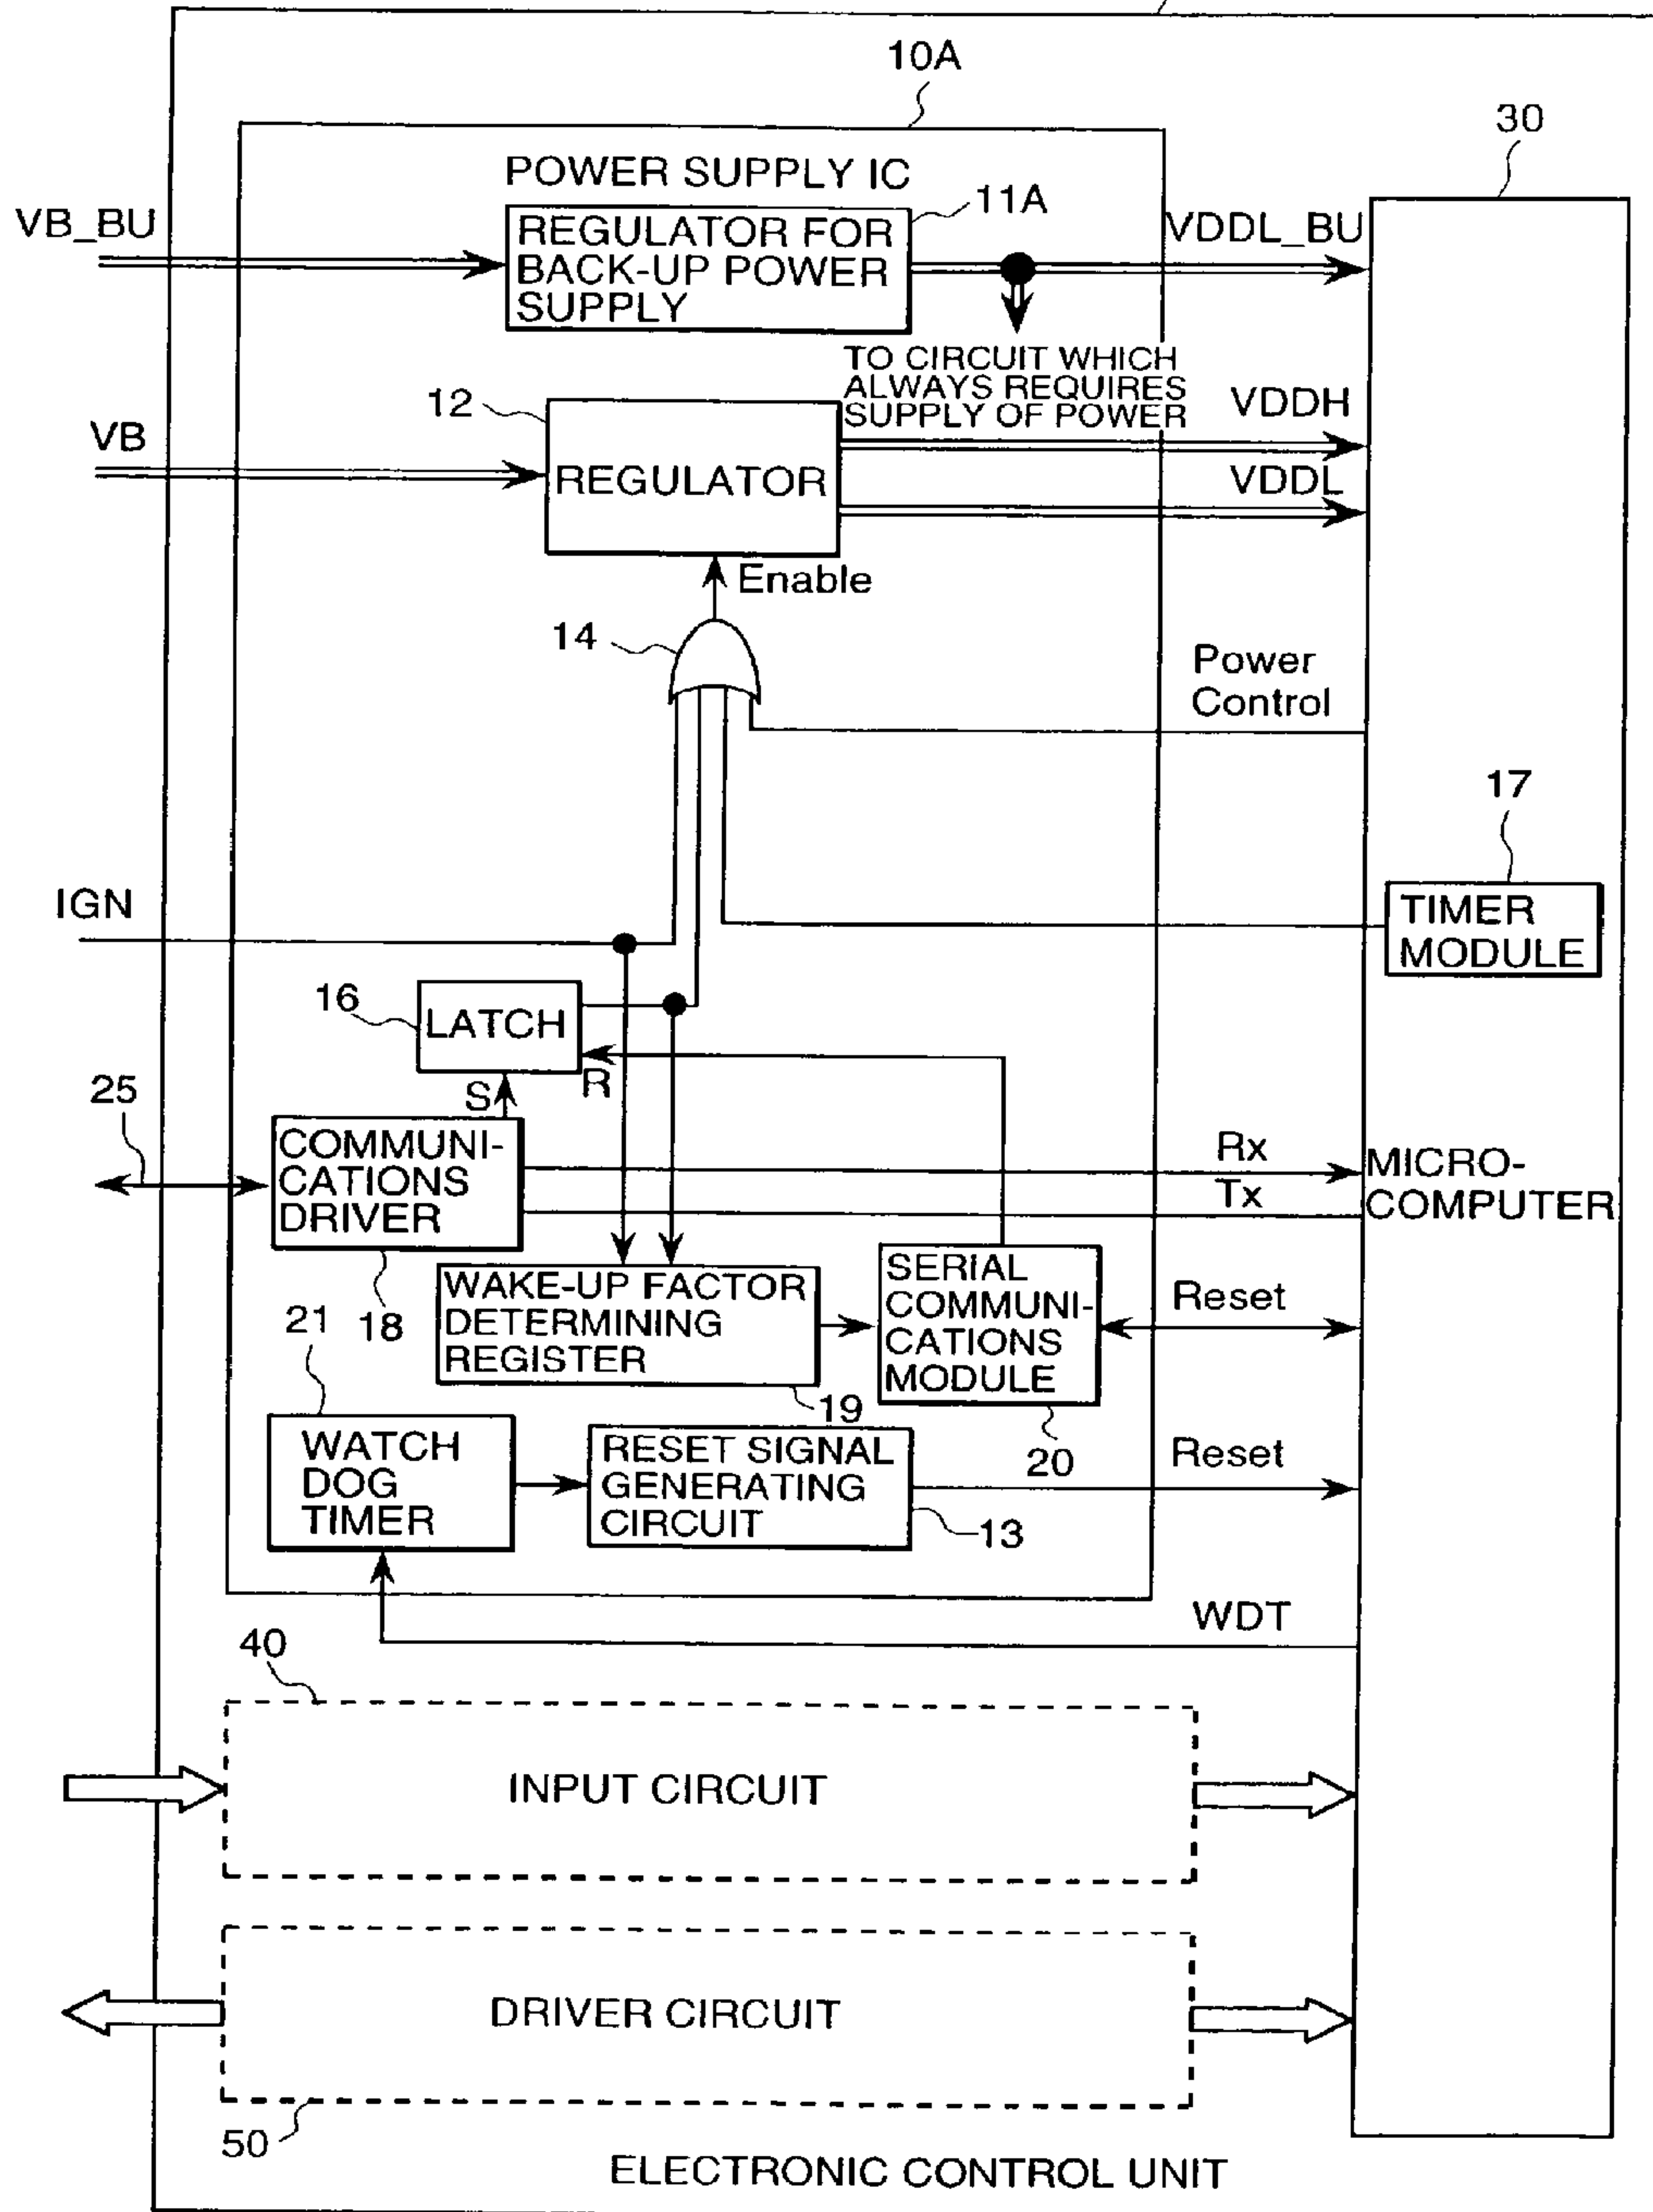 10A
30
POWER SUPPLY IC
11A
VB_BU
REGULATOR FOR
BACK-UP POWER
SUPPLY
VDDL_BU
TO CIRCUIT WHICH
ALWAYS REQUIRES
SUPPLY OF POWER
12
VB
REGULATOR
VDDH
VDDL
Enable
14
Power
Control
17
TIMER
MODULE
IGN
16
LATCH
S
R
25
COMMUNI-
CATIONS
DRIVER
18
Rx
Tx
MICRO-
COMPUTER
WAKE-UP FACTOR
DETERMINING
REGISTER
19
SERIAL
COMMUNI-
CATIONS
MODULE
20
Reset
21
WATCH
DOG
TIMER
RESET SIGNAL
GENERATING
CIRCUIT
13
Reset
WDT
40
INPUT CIRCUIT
DRIVER CIRCUIT
50
ELECTRONIC CONTROL UNIT